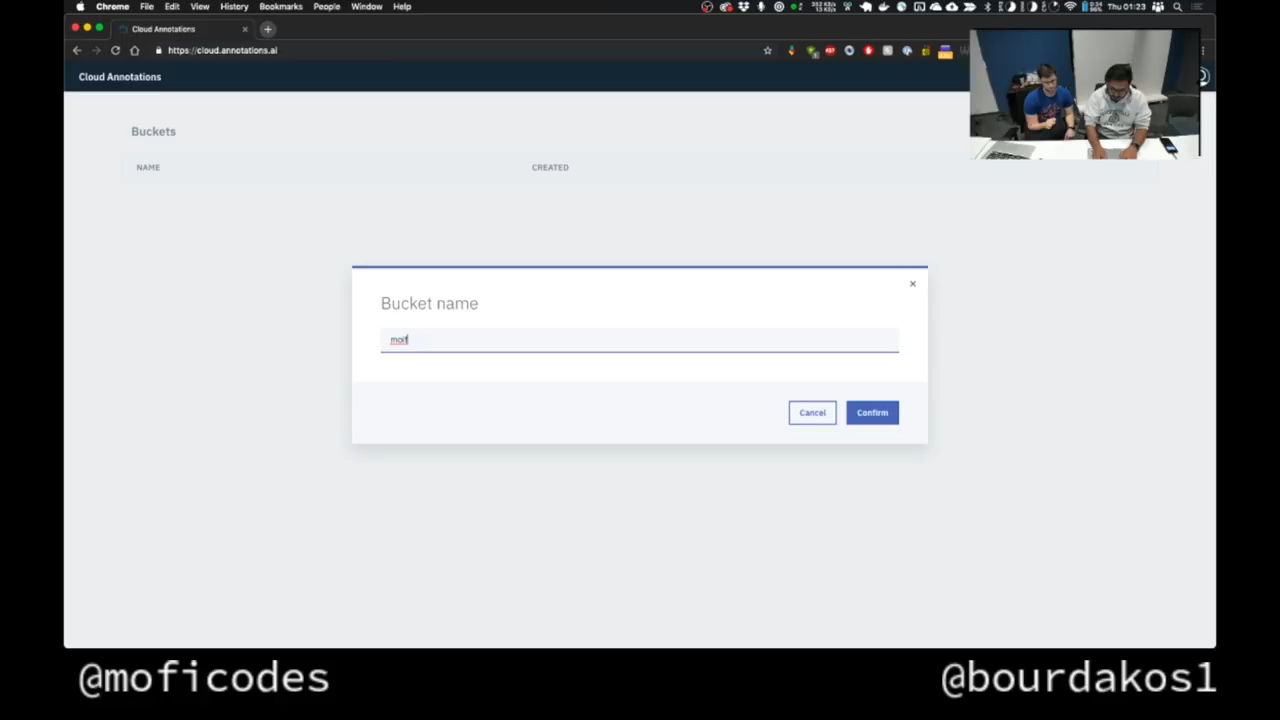 Chrome File Edit View History Bookmarks People Window Help Thu 01:23
Cloud Annotations
https://cloud.annotations.ai
Cloud Annotations
Buckets
NAME CREATED
Bucket name
moif
Cancel Confirm
@moficodes @bourdakos1